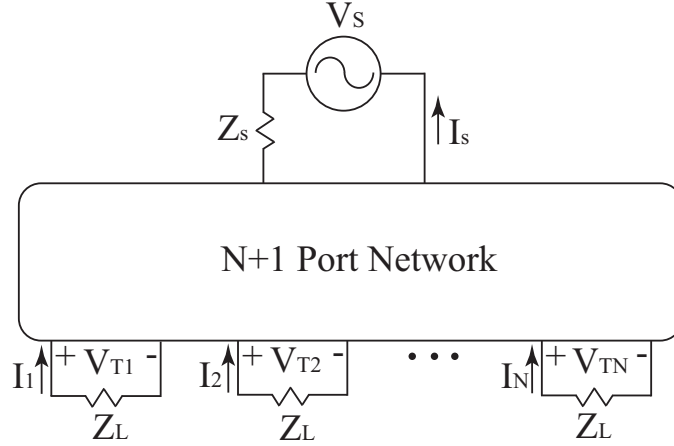 Vs
Zs
Is
N+1 Port Network
I1 + VT1 - I2 + VT2 - ••• IN + VTN -
ZL ZL ZL